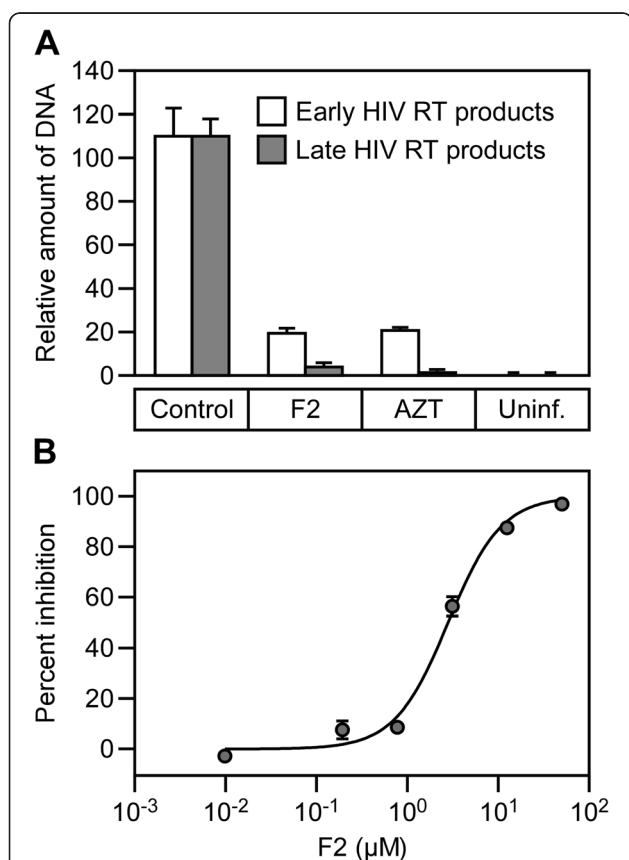 A
140
120
100
80
60
40
20
0
Relative amount of DNA
Early HIV RT products
Late HIV RT products
Control F2 AZT Uninf.
B
100
80
60
40
20
0
Percent inhibition
10⁻³ 10⁻² 10⁻¹ 10⁰ 10¹ 10²
F2 (µM)